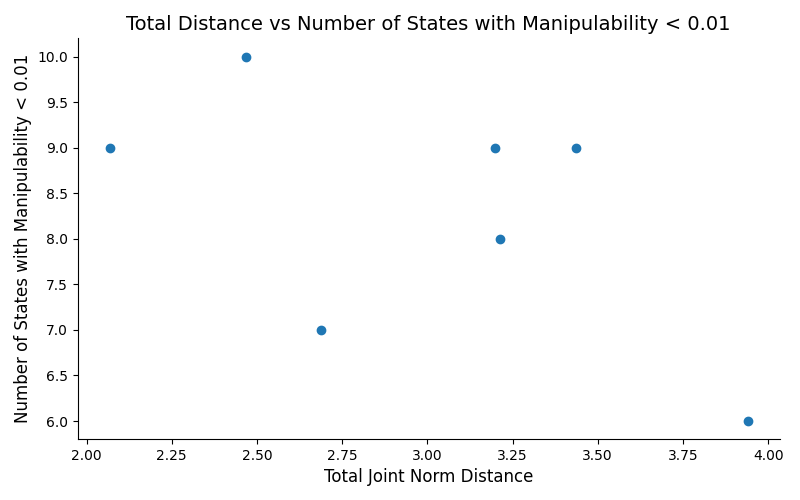 Total Distance vs Number of States with Manipulability < 0.01
Number of States with Manipulability < 0.01
10.0
9.5
9.0
8.5
8.0
7.5
7.0
6.5
6.0
2.00 2.25 2.50 2.75 3.00 3.25 3.50 3.75 4.00
Total Joint Norm Distance